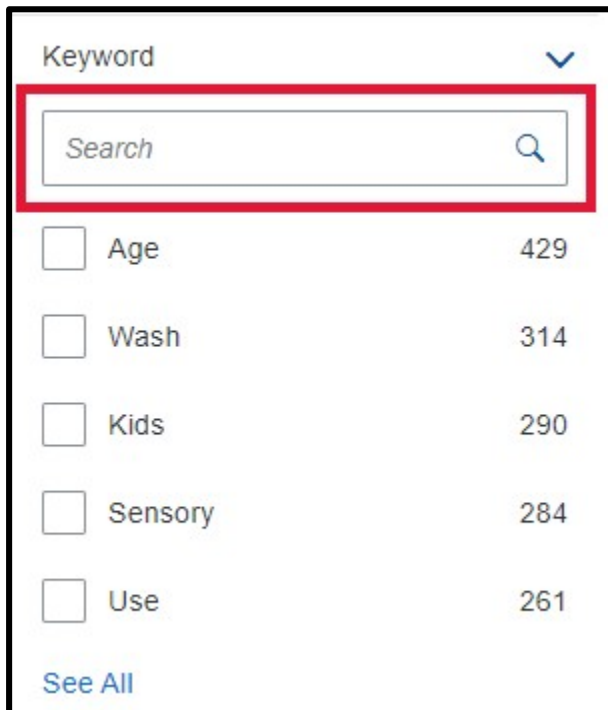 Keyword
Search
Age 429
Wash 314
Kids 290
Sensory 284
Use 261
See All